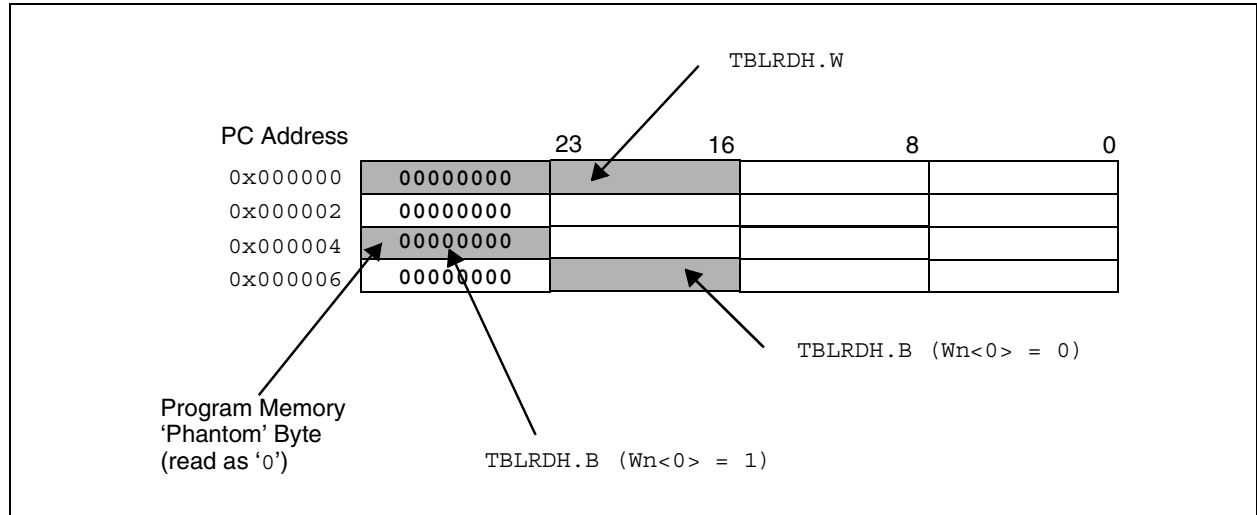 TBLRDH.W
PC Address
23 16 8 0
0x000000 00000000
0x000002 00000000
0x000004 00000000
0x000006 00000000
TBLRDH.B (Wn<0> = 0)
Program Memory
‘Phantom’ Byte
(read as ‘0’)
TBLRDH.B (Wn<0> = 1)